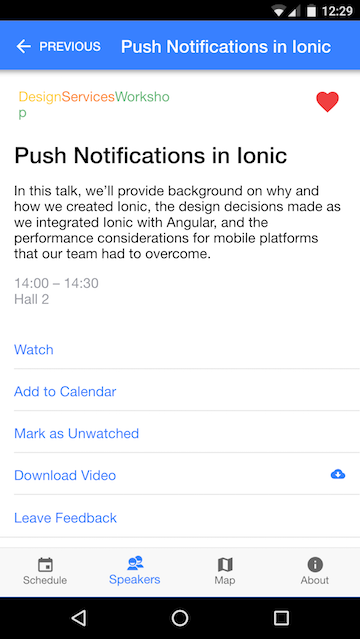 12:29
PREVIOUS Push Notifications in Ionic
DesignServicesWorksho
p
Push Notifications in Ionic
In this talk, we’ll provide background on why and
how we created Ionic, the design decisions made as
we integrated Ionic with Angular, and the
performance considerations for mobile platforms
that our team had to overcome.
14:00 – 14:30
Hall 2
Watch
Add to Calendar
Mark as Unwatched
Download Video
Leave Feedback
Schedule Speakers Map About